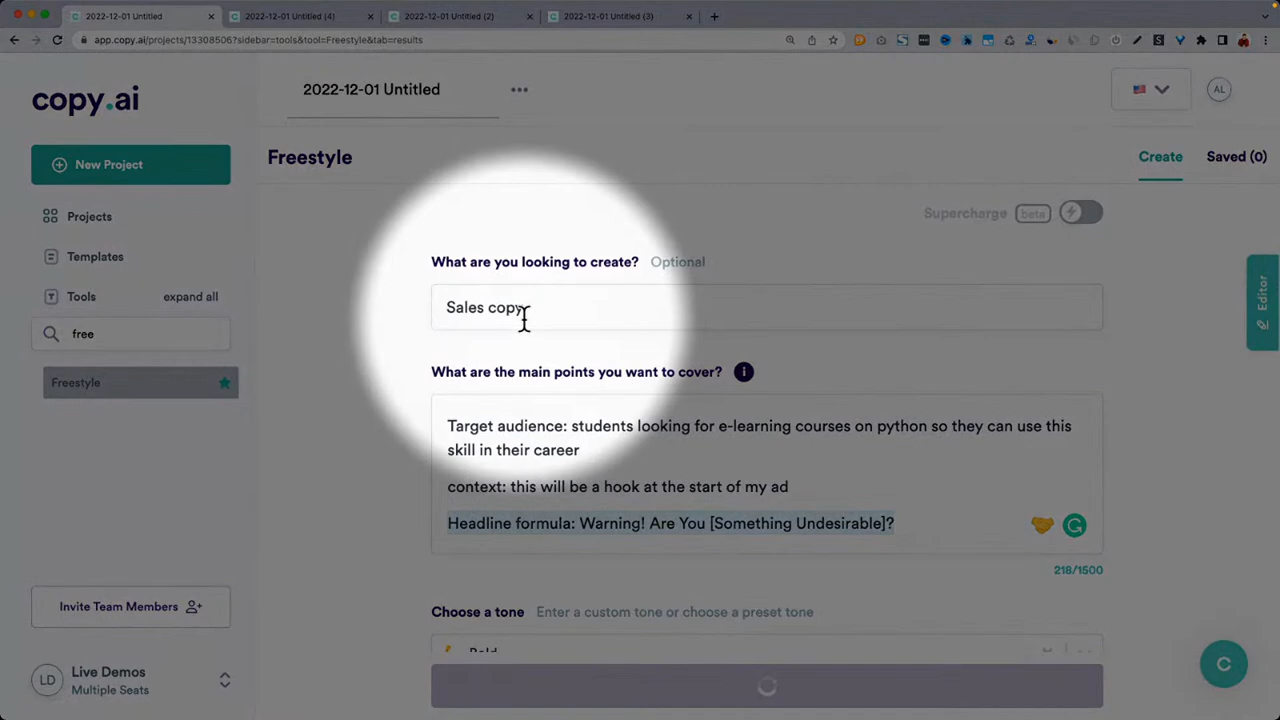 2022-12-01 Untitled
2022-12-01 Untitled (4)
2022-12-01 Untitled (2)
2022-12-01 Untitled (3)
app.copy.ai/projects/13308506?sidebar=tools&tool=Freestyle&tab=results
copy.ai
2022-12-01 Untitled
AL
New Project
Freestyle
Create
Saved (0)
Projects
Supercharge
beta
Templates
What are you looking to create?
Optional
Tools
expand all
Sales copy
free
Editor
What are the main points you want to cover?
Freestyle
Target audience: students looking for e-learning courses on python so they can use this
skill in their career
context: this will be a hook at the start of my ad
Headline formula: Warning! Are You [Something Undesirable]?
218/1500
Invite Team Members
Choose a tone
Enter a custom tone or choose a preset tone
Bold
LD
Live Demos
Multiple Seats